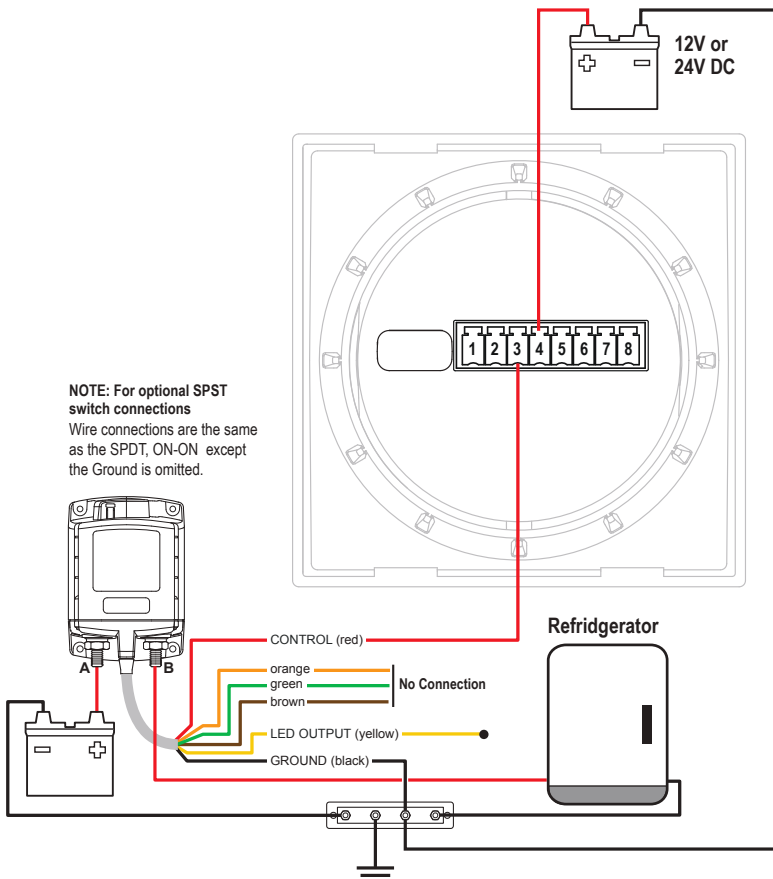 12V or
24V DC
1 2 3 4 5 6 7 8
NOTE: For optional SPST
switch connections
Wire connections are the same
as the SPDT, ON-ON except
the Ground is omitted.
A
B
CONTROL (red)
orange
green
brown
No Connection
LED OUTPUT (yellow)
GROUND (black)
Refridgerator